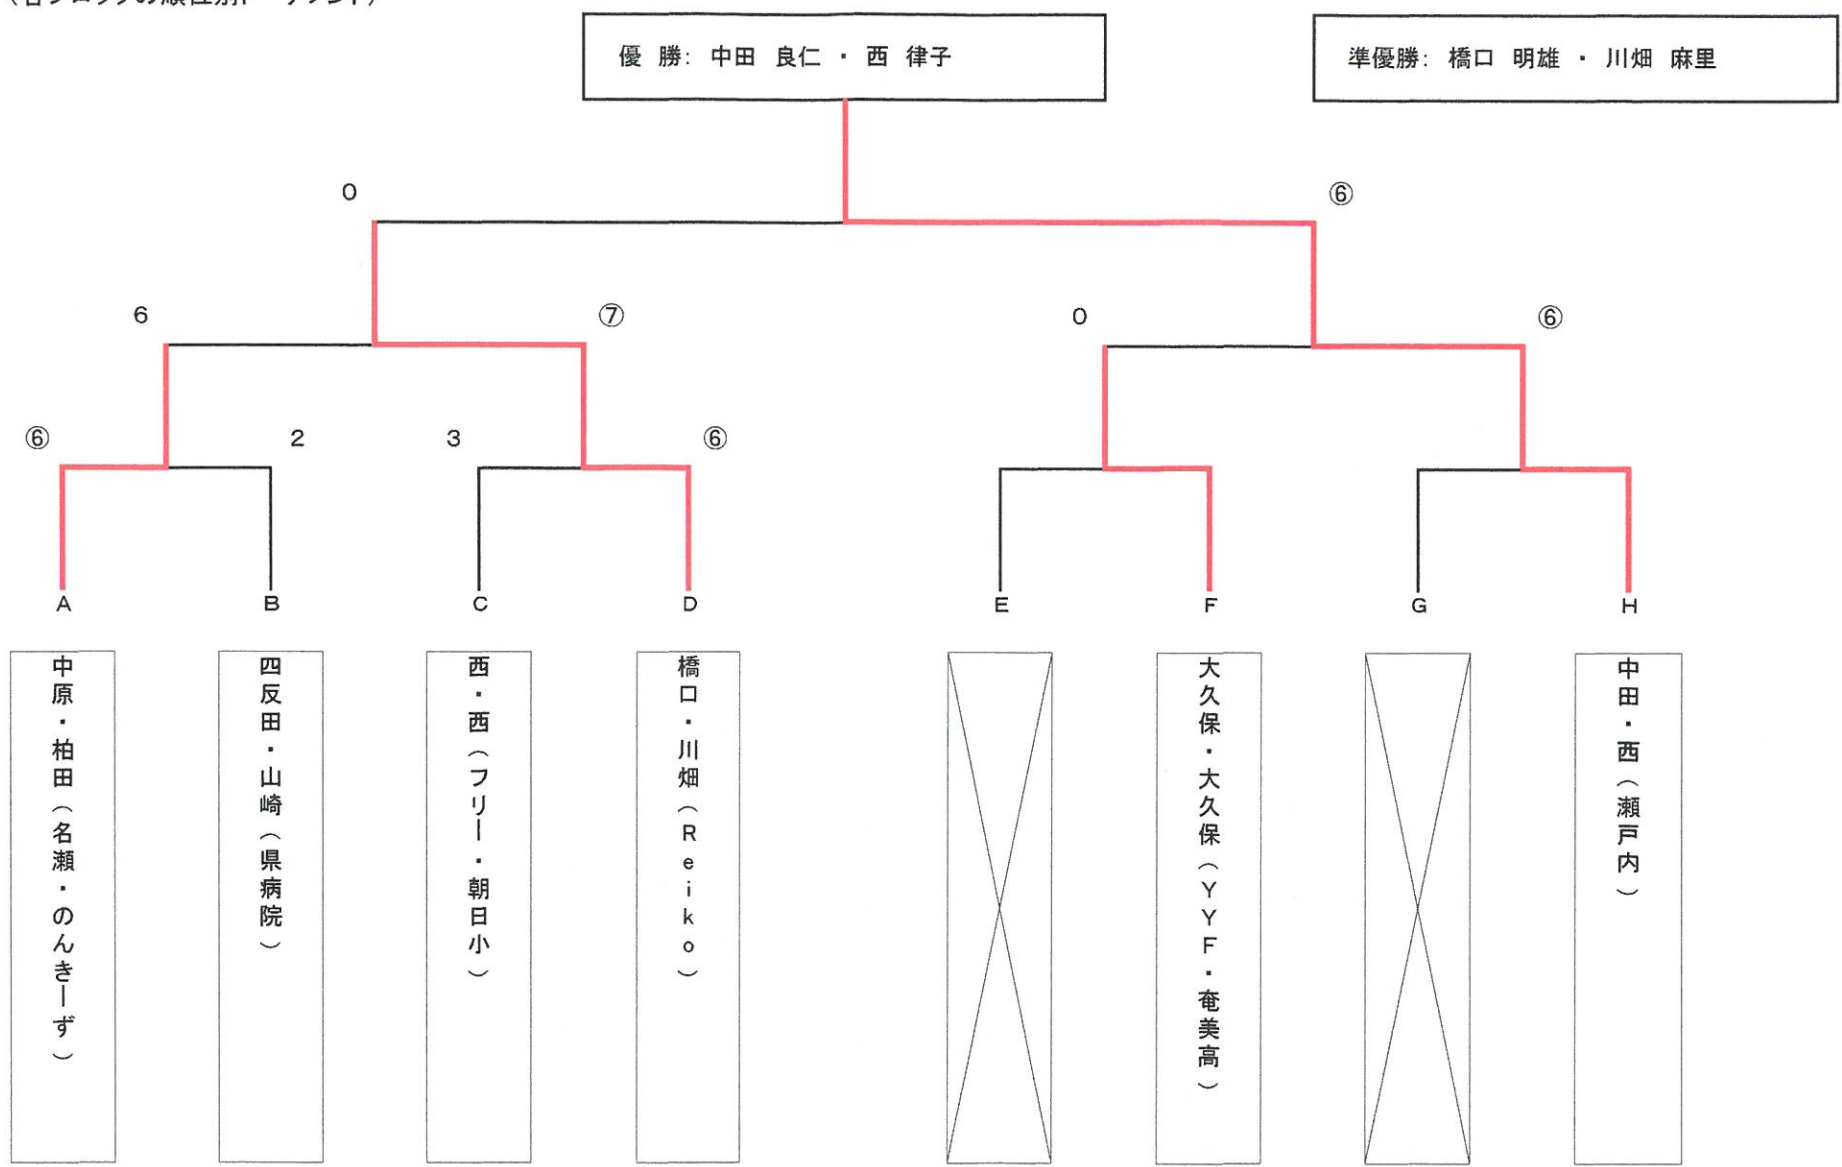 優 勝: 中田 良仁 ・ 西 律子
準優勝: 橋口 明雄 ・ 川畑 麻里
0
⑥
6
⑦
0
⑥
⑥
2
3
⑥
A
B
C
D
E
F
G
H
中原・柏田(名瀬・のんきーず)
四反田・山崎(県病院)
西・西(フリー・朝日小)
橋口・川畑(Reiko)
大久保・大久保(YYF・奄美高)
中田・西(瀬戸内)